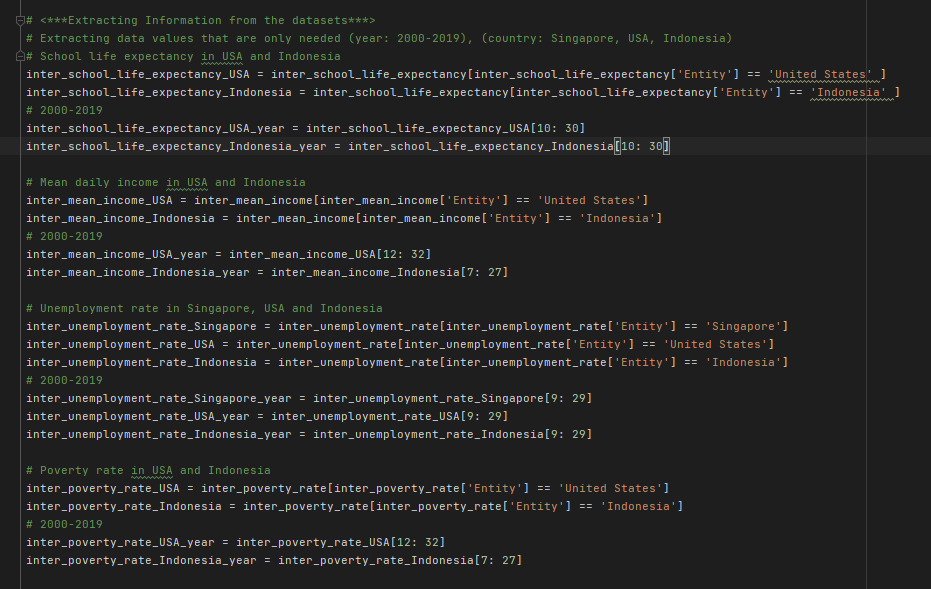 # <***Extracting Information from the datasets***>
# Extracting data values that are only needed (year: 2000-2019), (country: Singapore, USA, Indonesia)
# School life expectancy in USA and Indonesia
inter_school_life_expectancy_USA = inter_school_life_expectancy[inter_school_life_expectancy['Entity'] == 'United States' ]
inter_school_life_expectancy_Indonesia = inter_school_life_expectancy[inter_school_life_expectancy['Entity'] == 'Indonesia' ]
# 2000-2019
inter_school_life_expectancy_USA_year = inter_school_life_expectancy_USA[10: 30]
inter_school_life_expectancy_Indonesia_year = inter_school_life_expectancy_Indonesia[10: 30]
# Mean daily income in USA and Indonesia
inter_mean_income_USA = inter_mean_income[inter_mean_income['Entity'] == 'United States']
inter_mean_income_Indonesia = inter_mean_income[inter_mean_income['Entity'] == 'Indonesia']
# 2000-2019
inter_mean_income_USA_year = inter_mean_income_USA[12: 32]
inter_mean_income_Indonesia_year = inter_mean_income_Indonesia[7: 27]
# Unemployment rate in Singapore, USA and Indonesia
inter_unemployment_rate_Singapore = inter_unemployment_rate[inter_unemployment_rate['Entity'] == 'Singapore']
inter_unemployment_rate_USA = inter_unemployment_rate[inter_unemployment_rate['Entity'] == 'United States']
inter_unemployment_rate_Indonesia = inter_unemployment_rate[inter_unemployment_rate['Entity'] == 'Indonesia']
# 2000-2019
inter_unemployment_rate_Singapore_year = inter_unemployment_rate_Singapore[9: 29]
inter_unemployment_rate_USA_year = inter_unemployment_rate_USA[9: 29]
inter_unemployment_rate_Indonesia_year = inter_unemployment_rate_Indonesia[9: 29]
# Poverty rate in USA and Indonesia
inter_poverty_rate_USA = inter_poverty_rate[inter_poverty_rate['Entity'] == 'United States']
inter_poverty_rate_Indonesia = inter_poverty_rate[inter_poverty_rate['Entity'] == 'Indonesia']
# 2000-2019
inter_poverty_rate_USA_year = inter_poverty_rate_USA[12: 32]
inter_poverty_rate_Indonesia_year = inter_poverty_rate_Indonesia[7: 27]